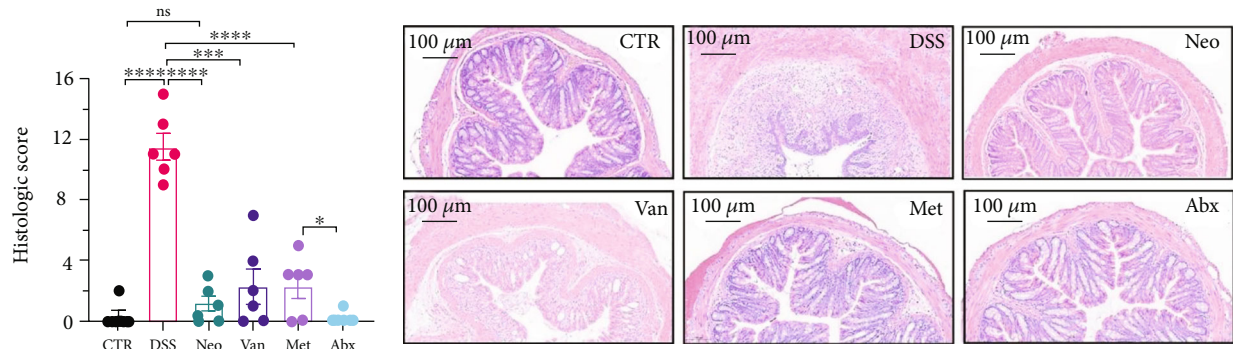 ns
****
***
********
Histologic score
16
12
8
4
0
CTR DSS Neo Van Met Abx
*
100 μm CTR
100 μm DSS
100 μm Neo
100 μm Van
100 μm Met
100 μm Abx